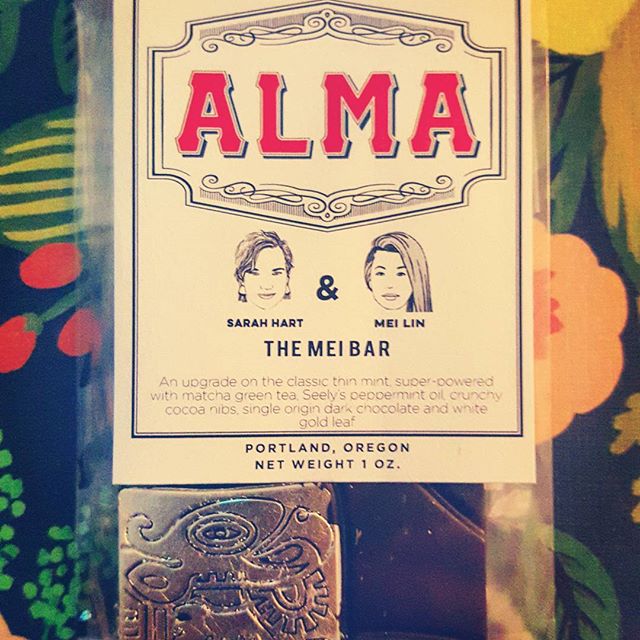 ALMA
&
SARAH HART MEI LIN
THE MEI BAR
An upgrade on the classic thin mint, super-powered
with matcha green tea, Seely's peppermint oil, crunchy
cocoa nibs, single origin dark chocolate and white
gold leaf
PORTLAND, OREGON
NET WEIGHT 1 OZ.